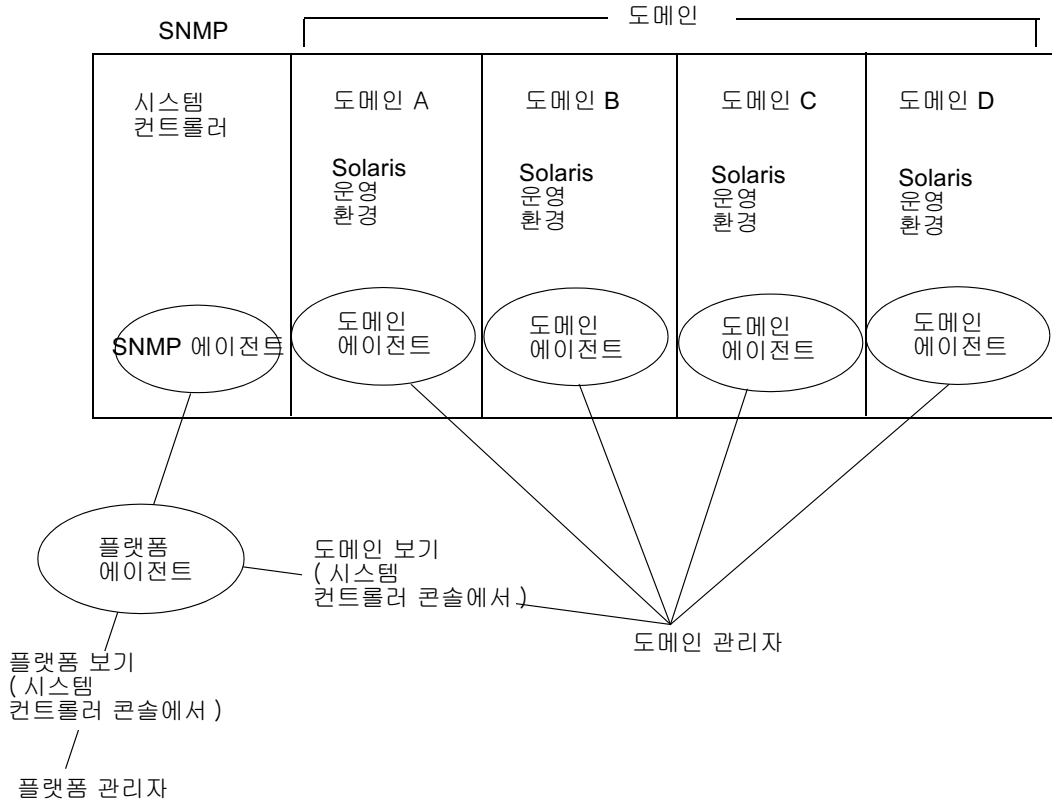 SNMP
도메인
시스템
컨트롤러
도메인 A
Solaris
운영
환경
도메인 B
Solaris
운영
환경
도메인 C
Solaris
운영
환경
도메인 D
Solaris
운영
환경
SNMP 에이전트
도메인
에이전트
도메인
에이전트
도메인
에이전트
도메인
에이전트
플랫폼
에이전트
도메인 보기
( 시스템
컨트롤러 콘솔에서 )
도메인 관리자
플랫폼 보기
( 시스템
컨트롤러 콘솔에서 )
플랫폼 관리자